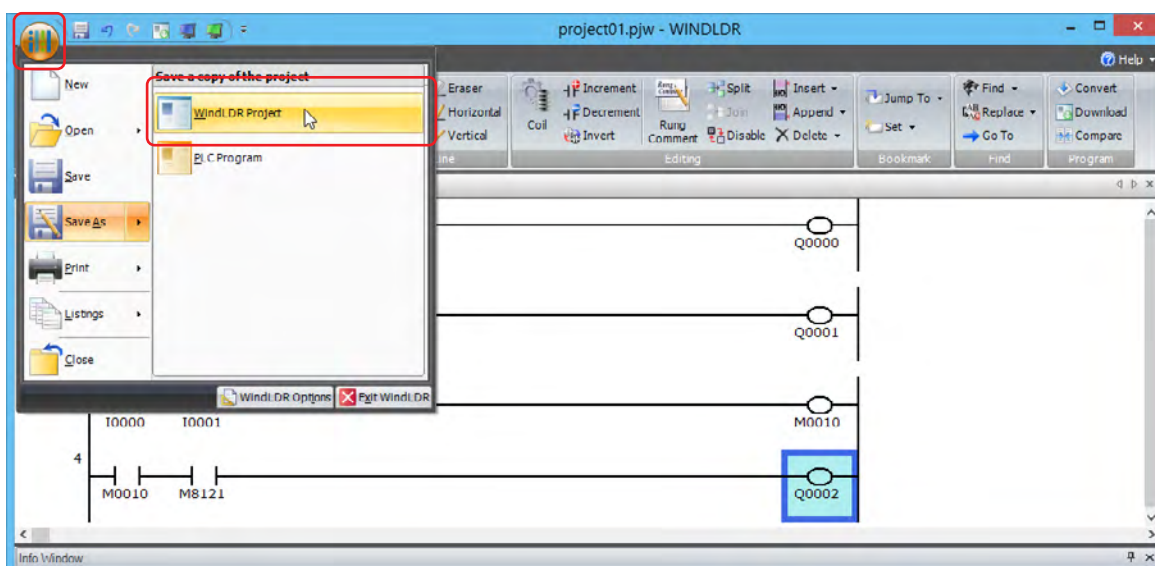 project01.pjw - WINDLDR
Help
New
Open
Save
Save As
Print
Listings
Close
Save a copy of the project
WindLDR Project
PLC Program
WindLDR Options
Exit WindLDR
Eraser
Horizontal
Vertical
Line
Coil
Increment
Decrement
Invert
Rung
Comment
Split
Join
Disable
Insert
Append
Delete
Editing
Jump To
Set
Bookmark
Find
Replace
Go To
Find
Convert
Download
Compare
Program
Q0000
Q0001
I0000 I0001 M0010
4
M0010 M8121 Q0002
Info Window